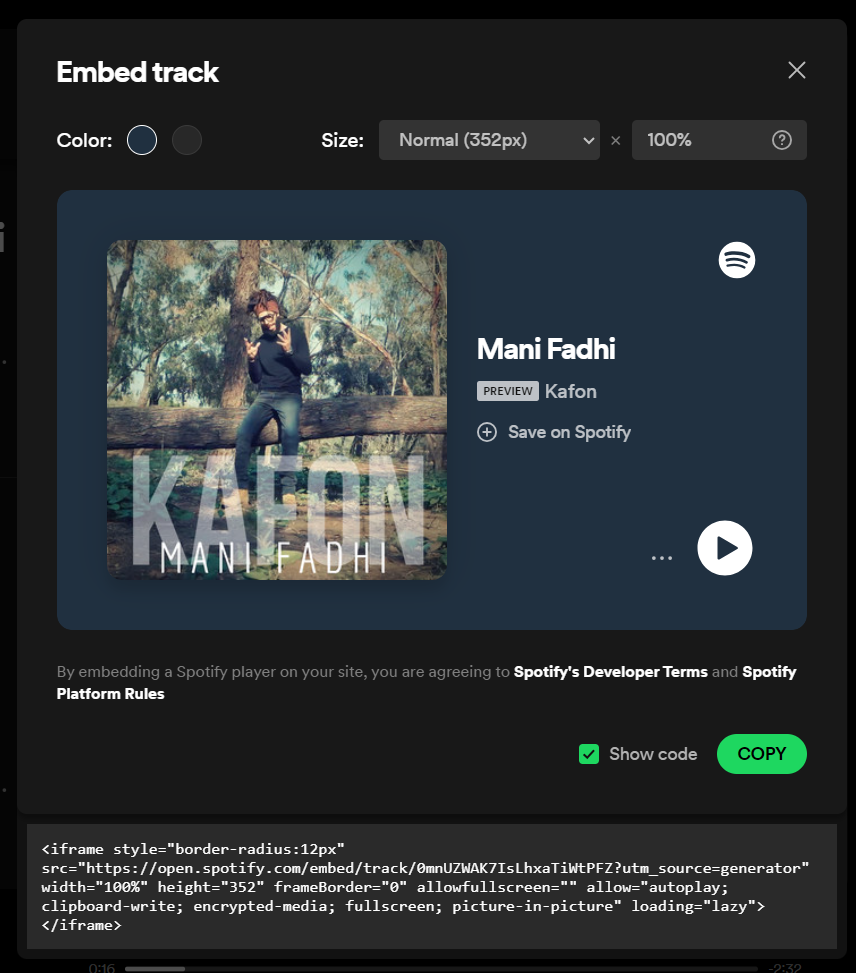 Embed track
Color:
Size:
Normal (352px)
×
100%
?
KAFON
MANI FADHI
Mani Fadhi
PREVIEW Kafon
Save on Spotify
...
By embedding a Spotify player on your site, you are agreeing to Spotify's Developer Terms and Spotify
Platform Rules
Show code
COPY
<iframe style="border-radius:12px"
src="https://open.spotify.com/embed/track/0mnUZWAK7IsLhxaTiWtPFZ?utm_source=generator"
width="100%" height="352" frameBorder="0" allowfullscreen="" allow="autoplay;
clipboard-write; encrypted-media; fullscreen; picture-in-picture" loading="lazy">
</iframe>
0:16
-2:32